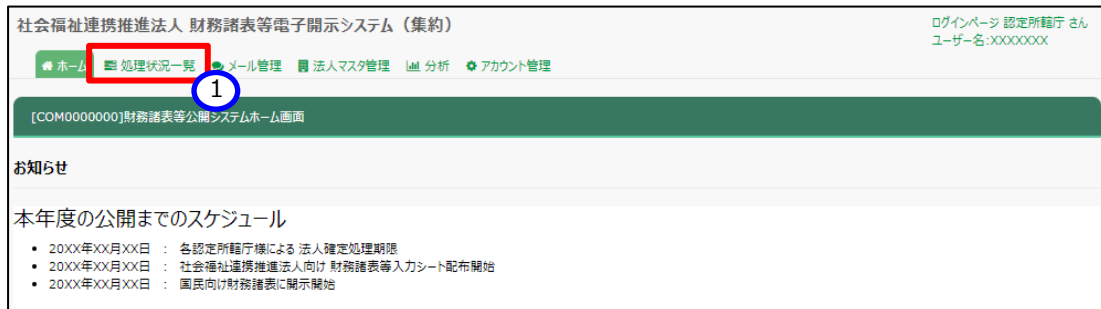 社会福祉連携推進法人 財務諸表等電子開示システム（集約）
ログインページ 認定所轄庁 さん
ユーザー名:XXXXXXX
ホーム 処理状況一覧 メール管理 法人マスタ管理 分析 アカウント管理
1
[COM0000000]財務諸表等公開システムホーム画面
お知らせ
本年度の公開までのスケジュール
• 20XX年XX月XX日 ： 各認定所轄庁様による 法人確定処理期限
• 20XX年XX月XX日 ： 社会福祉連携推進法人向け 財務諸表等入力シート配布開始
• 20XX年XX月XX日 ： 国民向け財務諸表に開示開始